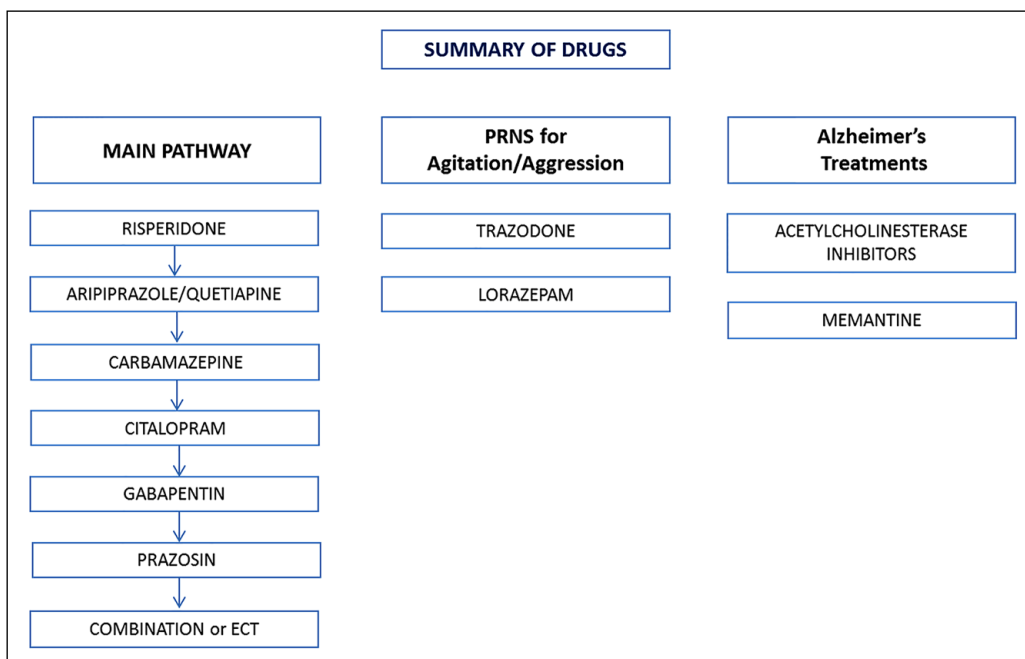 SUMMARY OF DRUGS
MAIN PATHWAY
RISPERIDONE
ARIPIPRAZOLE/QUETIAPINE
CARBAMAZEPINE
CITALOPRAM
GABAPENTIN
PRAZOSIN
COMBINATION or ECT
PRNS for
Agitation/Aggression
TRAZODONE
LORAZEPAM
Alzheimer’s
Treatments
ACETYLCHOLINESTERASE
INHIBITORS
MEMANTINE